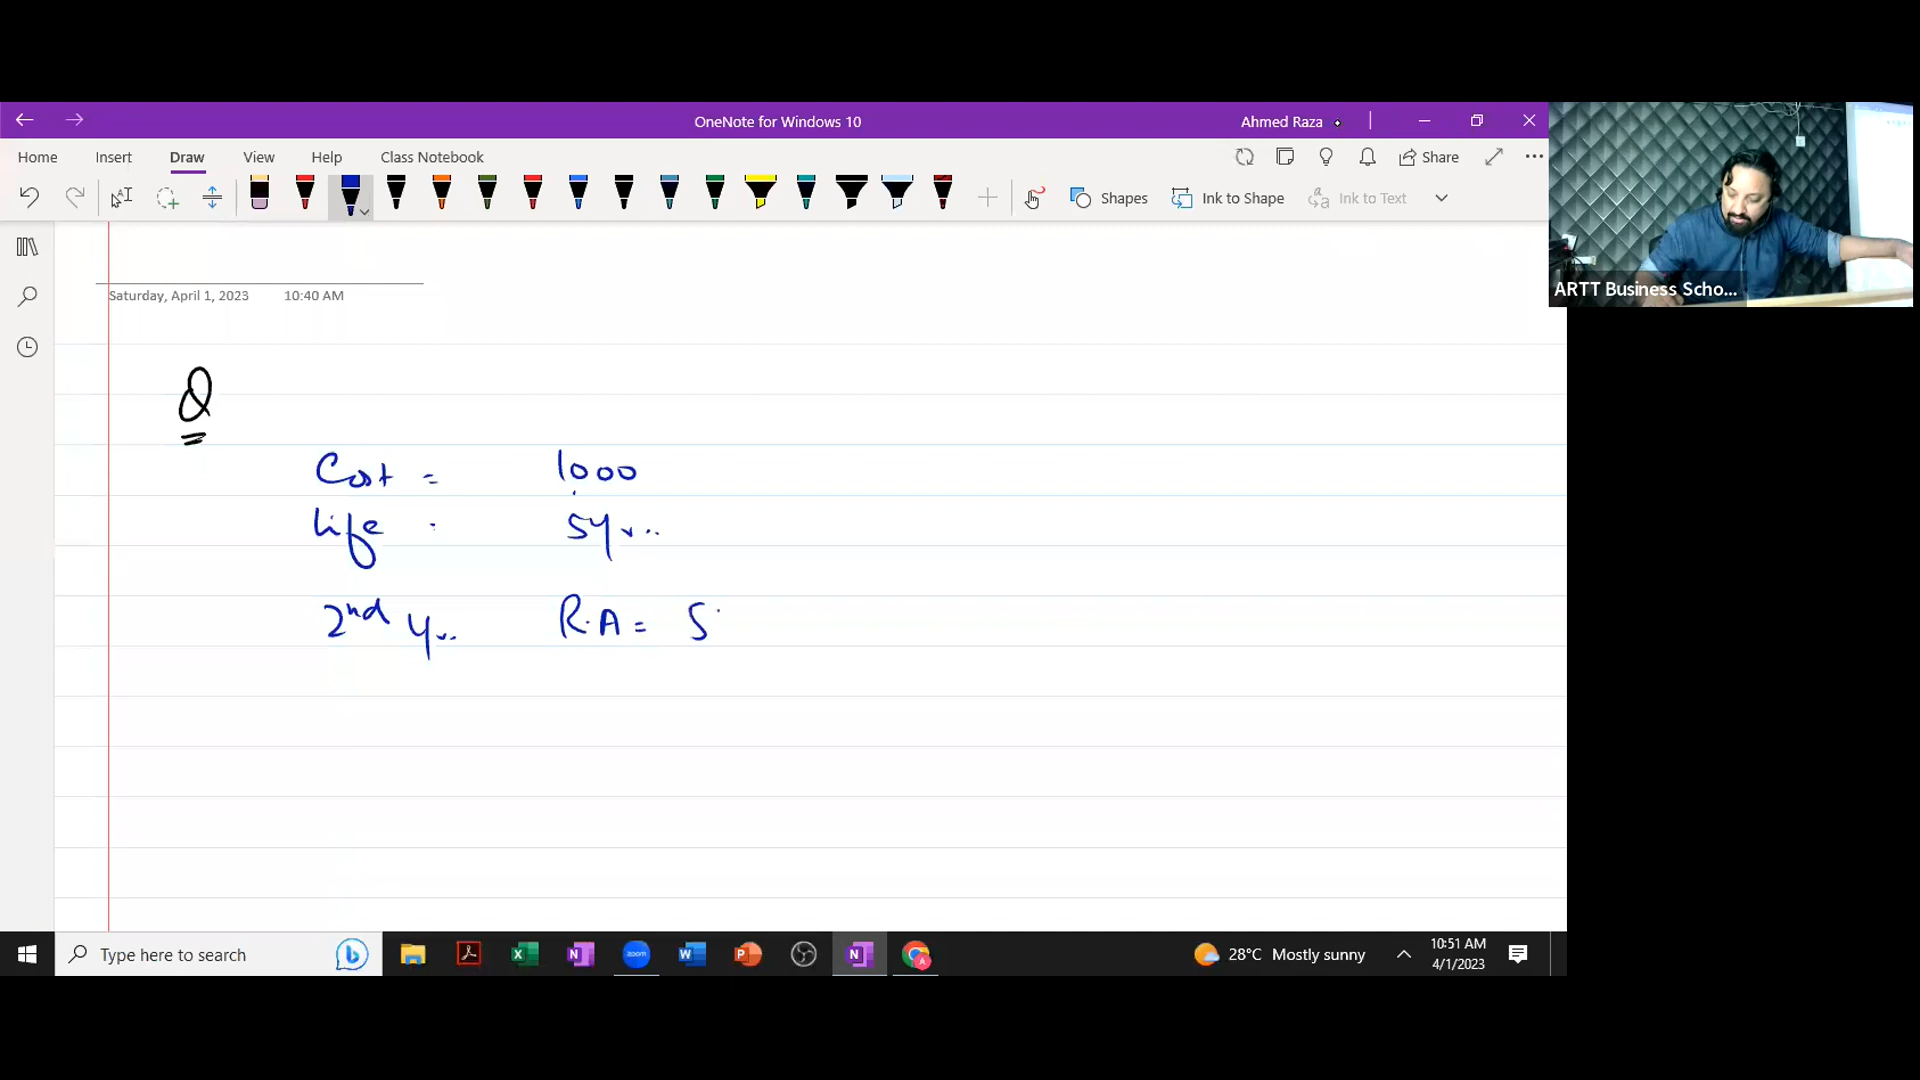 OneNote for Windows 10
Ahmed Raza
Home Insert Draw View Help Class Notebook
Share
Shapes Ink to Shape Ink to Text
ARTT Business Scho...
Saturday, April 1, 2023 10:40 AM
Q
Cost = 1000
Life : 5 yr..
2nd yr.. R.A = 5
Type here to search
28°C Mostly sunny
10:51 AM
4/1/2023